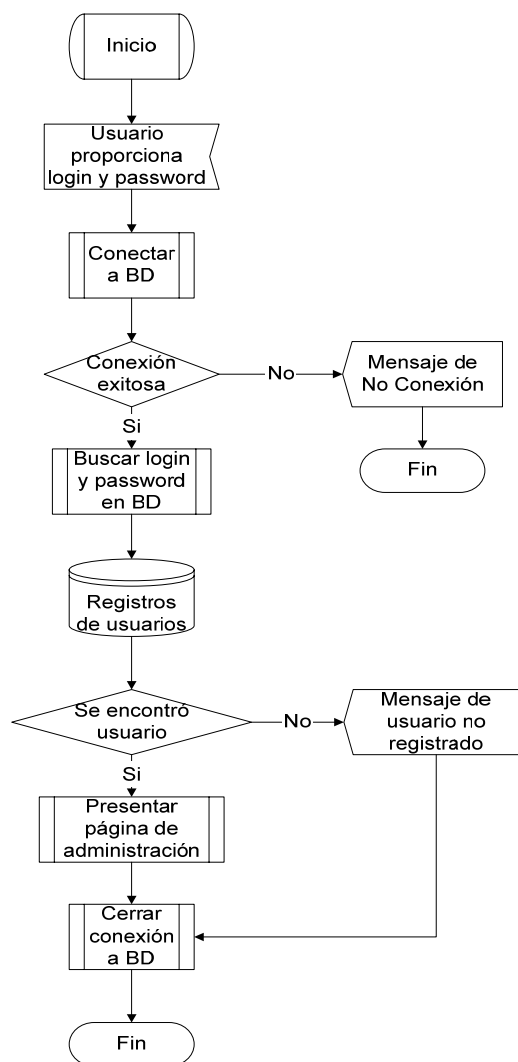 Inicio
Usuario
proporciona
login y password
Conectar
a BD
Conexión
exitosa
No
Mensaje de
No Conexión
Fin
Si
Buscar login
y password
en BD
Registros
de usuarios
Se encontró
usuario
No
Mensaje de
usuario no
registrado
Si
Presentar
página de
administración
Cerrar
conexión
a BD
Fin